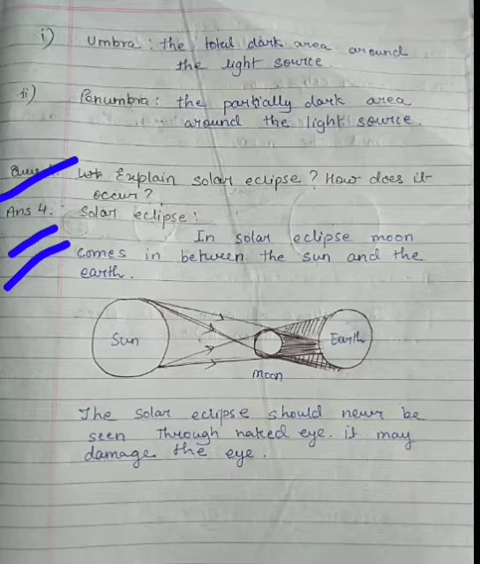 i) Umbra : the total dark area around
the light source
ii) Panumbra : the partially dark area
around the light source.
Explain solar eclipse ? How does it
occur ?
Ans 4. : Solar eclipse :
In solar eclipse moon
comes in between the sun and the
earth.
Sun
Earth
moon
The solar eclipse should never be
seen through naked eye. it may
damage the eye.